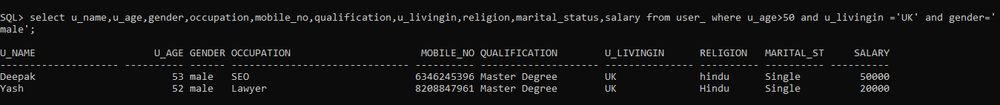 SQL> select u_name,u_age,gender,occupation,mobile_no,qualification,u_livingin,religion,marital_status,salary from user_ where u_age>50 and u_livingin ='UK' and gender='
male';
U_NAME U_AGE GENDER OCCUPATION MOBILE_NO QUALIFICATION U_LIVINGIN RELIGION MARITAL_ST SALARY
-------------------- ---------- ------ ------------------------------ ---------- -------------------- --------------- ---------- ---------- ----------
Deepak 53 male SEO 6346245396 Master Degree UK hindu Single 50000
Yash 52 male Lawyer 8208847961 Master Degree UK Hindu Single 20000